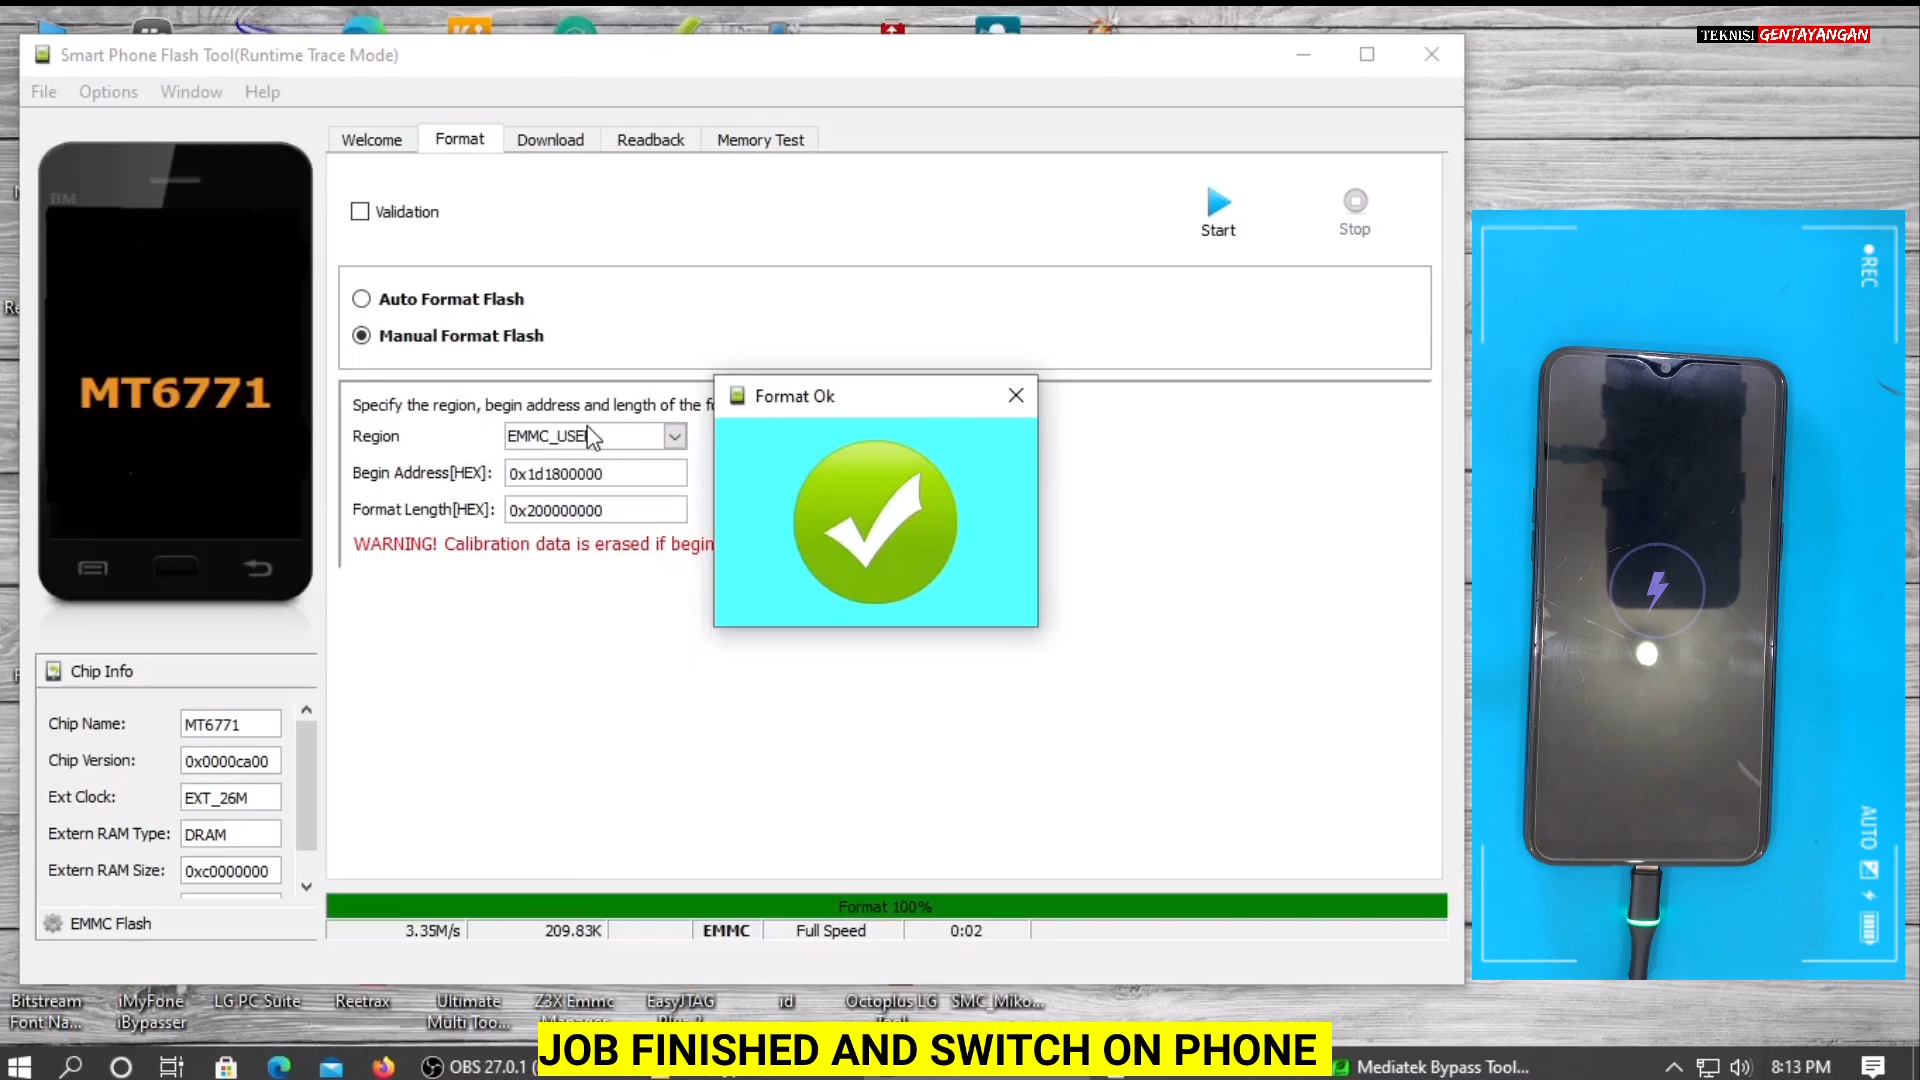 TEKNISI GENTAYANGAN
Smart Phone Flash Tool(Runtime Trace Mode)
File Options Window Help
Welcome Format Download Readback Memory Test
BM
Validation
Start
Stop
REC
Auto Format Flash
Manual Format Flash
MT6771
Format Ok
Specify the region, begin address and length of the
Region
EMMC_USE
Begin Address[HEX]:
0x1d1800000
Format Length[HEX]:
0x200000000
WARNING! Calibration data is erased if begin
Chip Info
Chip Name:
MT6771
Chip Version:
0x0000ca00
Ext Clock:
EXT_26M
Extern RAM Type:
DRAM
Extern RAM Size:
0xc0000000
AUTO
EMMC Flash
Format 100%
3.35M/s 209.83K EMMC Full Speed 0:02
Bitstream Font Na...
iMyFone iBypasser
LG PC Suite
Reetrax
Ultimate Multi Too...
Z3X Emmc
EasyJTAG
id
Octoplus LG
SMC_Miko...
JOB FINISHED AND SWITCH ON PHONE
OBS 27.0.1
Mediatek Bypass Tool...
8:13 PM